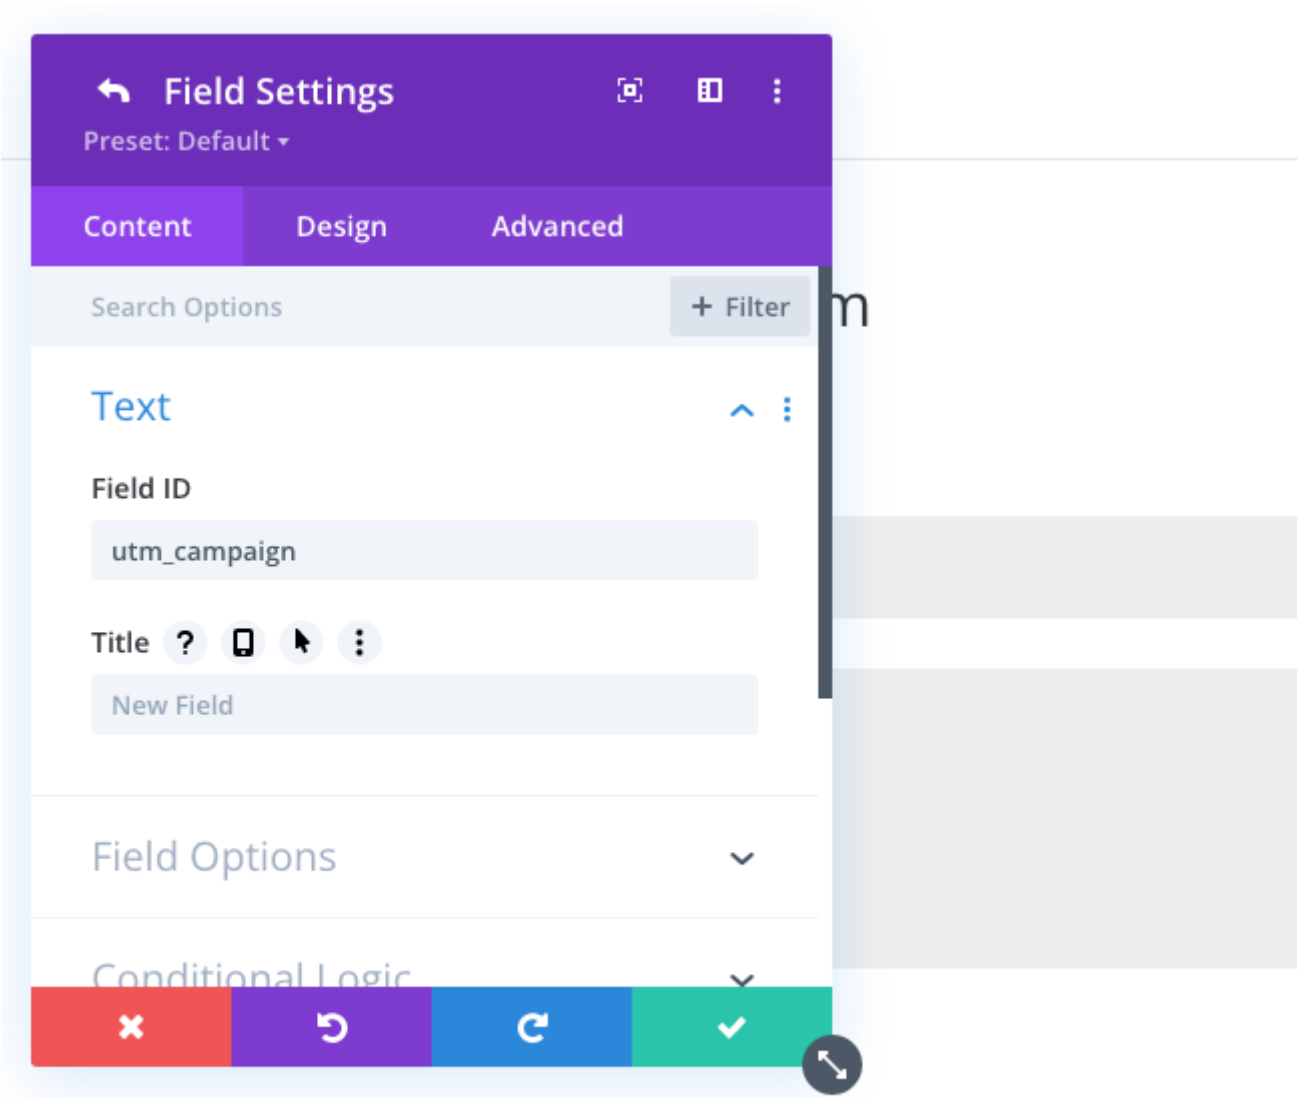 Field Settings
Preset: Default
Content Design Advanced
Search Options + Filter
m
Text
Field ID
utm_campaign
Title ?
New Field
Field Options
Conditional Logic